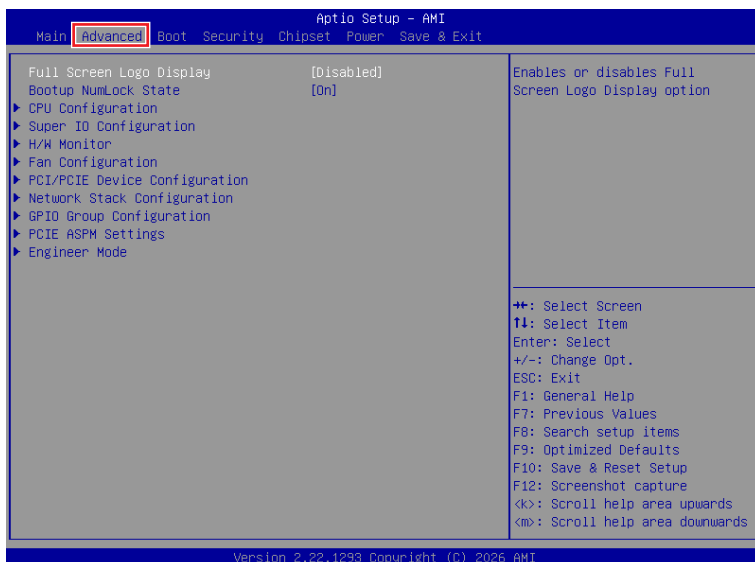 Aptio Setup – AMI
Main Advanced Boot Security Chipset Power Save & Exit
Full Screen Logo Display [Disabled]
Bootup NumLock State [On]
CPU Configuration
Super IO Configuration
H/W Monitor
Fan Configuration
PCI/PCIE Device Configuration
Network Stack Configuration
GPIO Group Configuration
PCIE ASPM Settings
Engineer Mode
Enables or disables Full
Screen Logo Display option
→←: Select Screen
↑↓: Select Item
Enter: Select
+/-: Change Opt.
ESC: Exit
F1: General Help
F7: Previous Values
F8: Search setup items
F9: Optimized Defaults
F10: Save & Reset Setup
F12: Screenshot capture
<k>: Scroll help area upwards
<m>: Scroll help area downwards
Version 2.22.1293 Copyright (C) 2026 AMI